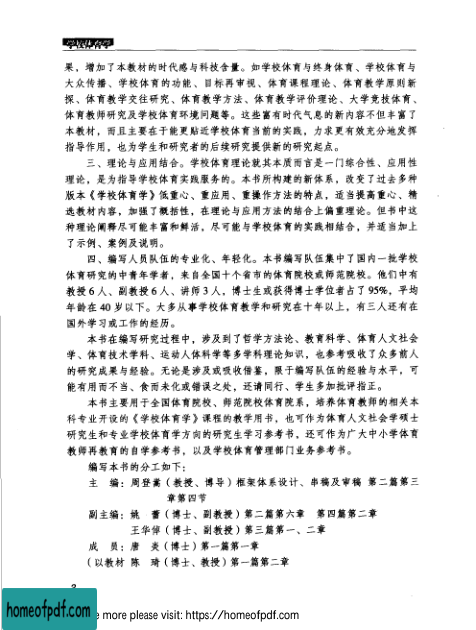 学校体育学
果，增加了本教材的时代感与科技含量。如学校体育与终身体育、学校体育与
大众传播、学校体育的功能、目标再审视、体育课程理论、体育教学原则新
探、体育教学交往研究、体育教学方法、体育教学评价理论、大学竞技体育、
体育教师研究及学校体育环境问题等。这些富有时代气息的新内容不但丰富了
本教材，而且主要在于能更贴近学校体育当前的实践，力求更有效充分地发挥
指导作用，也为学生和研究者的后续研究提供新的研究起点。
三、理论与应用结合。学校体育理论就其本质而言是一门综合性、应用性
理论，是为指导学校体育实践服务的。本书所构建的新体系，改变了过去多种
版本《学校体育学》低重心、重应用、重操作方法的特点，适当提高重心、精
选教材内容，加强了概括性，在理论与应用方法的结合上偏重理论。但书中这
种理论阐释尽可能丰富和鲜活，尽可能与学校体育的实践相结合，并适当加上
了示例、案例及说明。
四、编写人员队伍的专业化、年轻化。本书编写队伍集中了国内一批学校
体育研究的中青年学者，来自全国十个省市的体育院校或师范院校。他们中有
教授 6 人、副教授 6 人、讲师 3 人，博士生或获得博士学位者占了 95%，平均
年龄在 40 岁以下。大多从事学校体育教学和研究在十年以上，有三人还有在
国外学习或工作的经历。
本书在编写研究过程中，涉及到了哲学方法论、教育科学、体育人文社会
学、体育技术学科、运动人体科学等多学科理论知识，也参考吸收了众多前人
的研究成果与经验。无论是涉及或吸收借鉴，限于编写队伍的经验与水平，可
能有用而不当、食而未化或错误之处，还请同行、学生多加批评指正。
本书主要用于全国体育院校、师范院校体育院系，培养体育教师的相关本
科专业开设的《学校体育学》课程的教学用书，也可作为体育人文社会学硕士
研究生和专业学校体育学方向的研究生学习参考书，还可作为广大中小学体育
教师再教育的自学参考书，以及学校体育管理部门业务参考书。
编写本书的分工如下：
主　编：周登嵩（教授、博导）框架体系设计、串稿及审稿 第二篇第三
章第四节
副主编：姚　蕾（博士、副教授）第二篇第六章　第四篇第二章
王华倬（博士、副教授）第三篇第一、二章
成　员：唐　炎（博士）第一篇第一章
（以教材 陈　琦（博士、教授）第一篇第二章
2
homeofpdf.com
e more please visit: https://homeofpdf.com